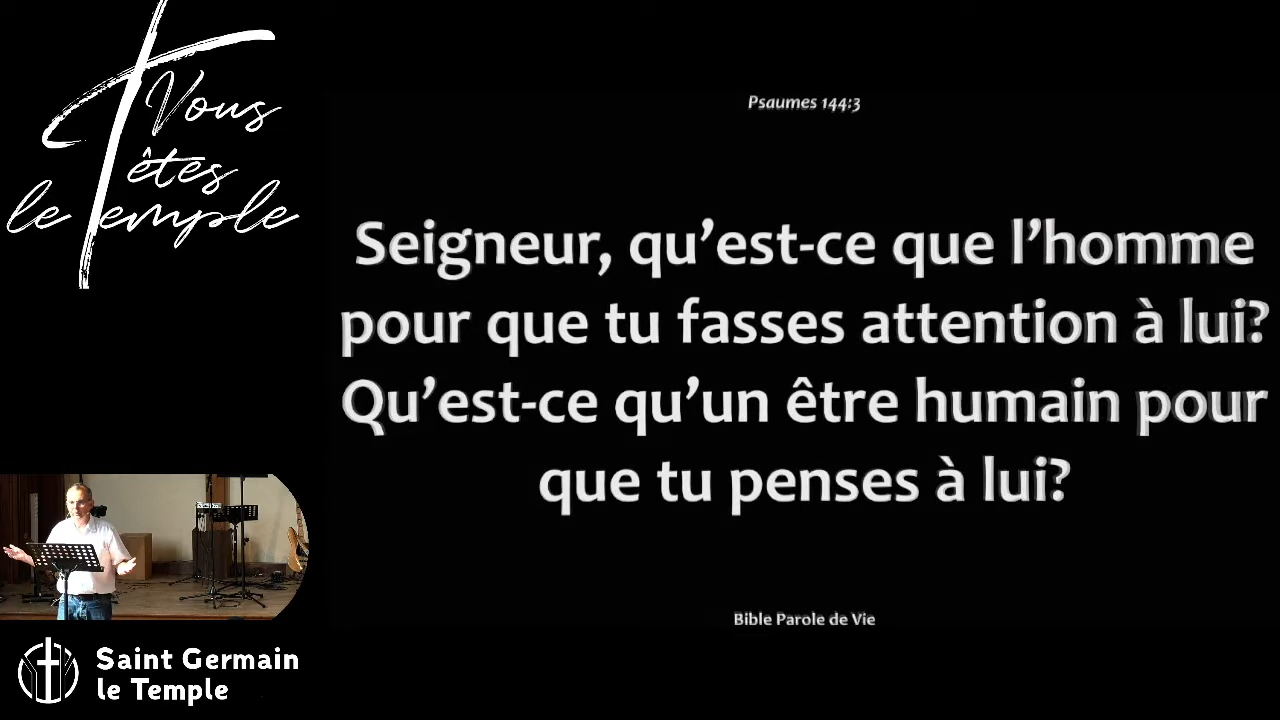 Vous
êtes
le Temple
Psaumes 144:3
Seigneur, qu’est-ce que l’homme
pour que tu fasses attention à lui?
Qu’est-ce qu’un être humain pour
que tu penses à lui?
Bible Parole de Vie
Saint Germain
le Temple